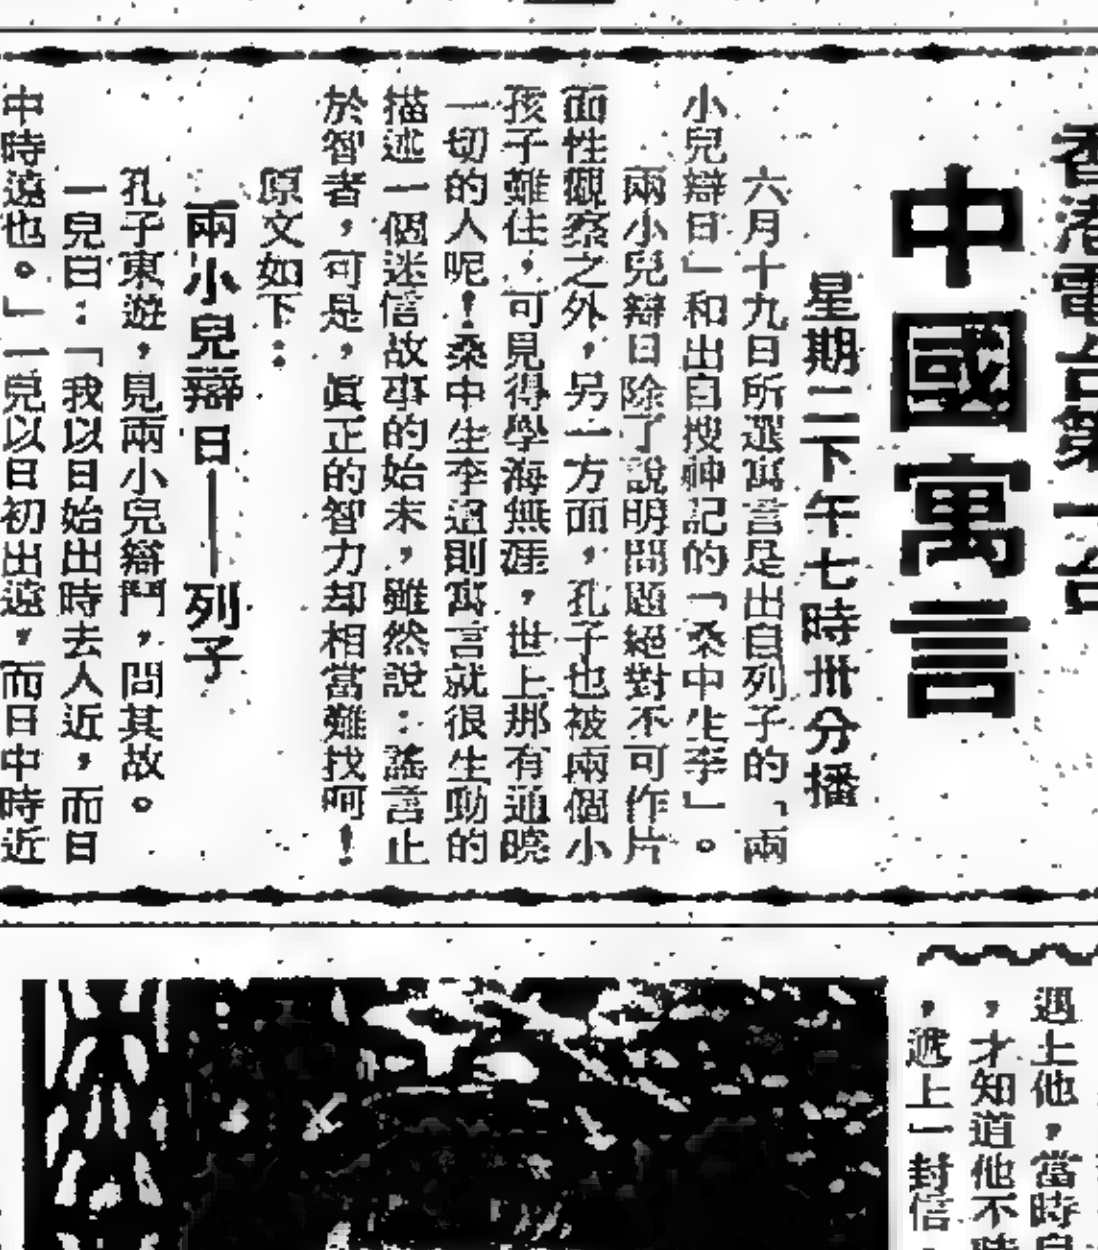 香港電台第一台
中國寓言
星期二下午七時卅分播
六月十九日所選寓言是出自列子的「兩
小兒辯日」和出自搜神記的「桑中生李」。
兩小兒辯日除了說明問題絕對不可作片
面性觀察之外,另一方面,孔子也被兩個小
孩子難住,可見得學海無涯,世上那有通曉
一切的人呢!桑中生李這則寓言就很生動的
描述一個迷信故事的始末,雖然說:謠言止
於智者,可是,眞正的智力却相當難找呵!
原文如下:
兩小兒辯日——列子
孔子東遊,見兩小兒辯鬥,問其故。
一兒曰:「我以日始出時去人近,而日
中時遠也。」一兒以日初出遠,而日中時近
遇上他,當時
,才知道他不
,遞上一封信